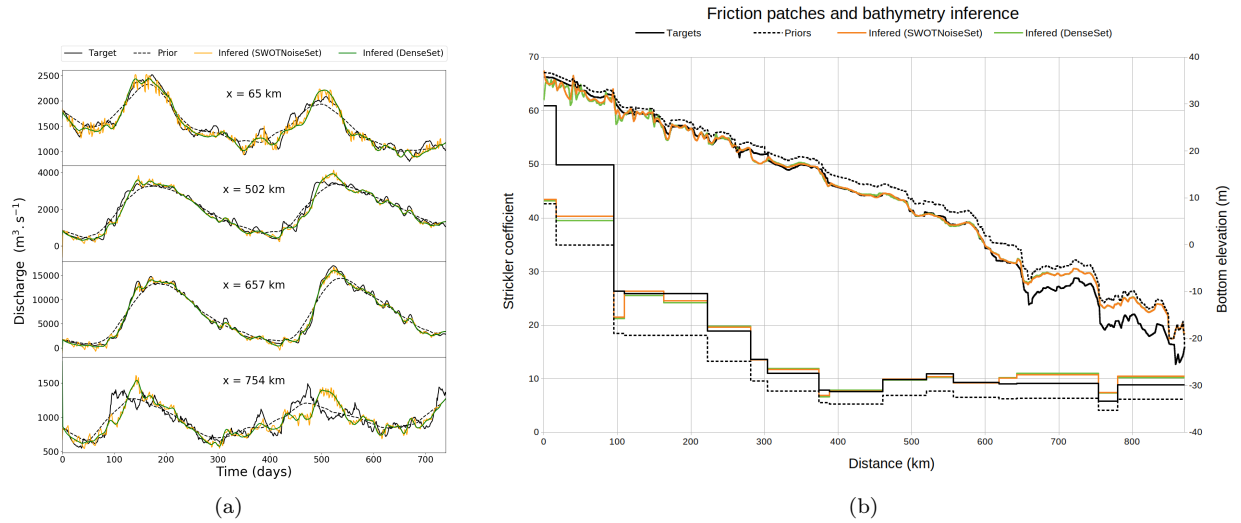 Target Prior Infered (SWOTNoiseSet) Infered (DenseSet)
2500
2000
1500
1000
x = 65 km
4000
2000
0
x = 502 km
15000
10000
5000
0
x = 657 km
1500
1000
500
x = 754 km
0 100 200 300 400 500 600 700
Time (days)
Discharge (m³.s⁻¹)
(a)
Friction patches and bathymetry inference
Targets Priors Infered (SWOTNoiseSet) Infered (DenseSet)
70
60
50
40
30
20
10
0
Strickler coefficient
40
30
20
10
0
-10
-20
-30
-40
Bottom elevation (m)
0 100 200 300 400 500 600 700 800
Distance (km)
(b)